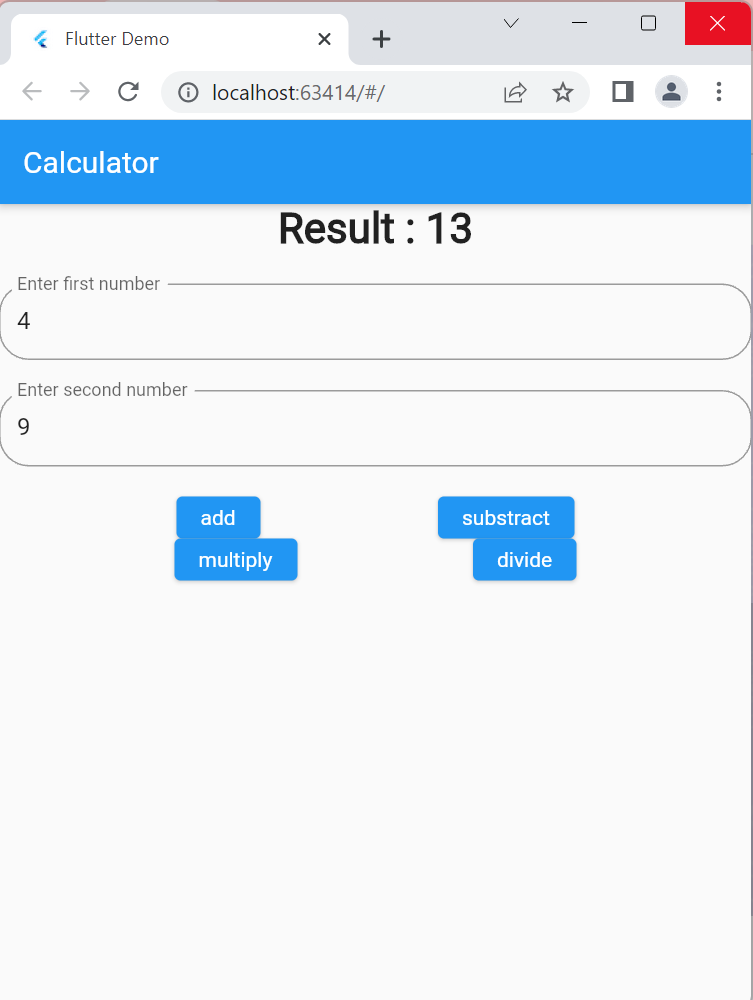 Flutter Demo
localhost:63414/#/
Calculator
Result : 13
Enter first number
4
Enter second number
9
add substract
multiply divide